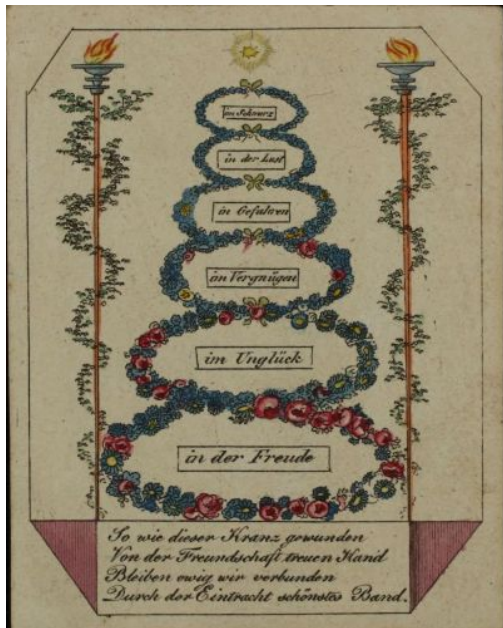 im Schmerz
in der Lust
in Gefahren
im Vergnügen
im Unglück
in der Freude
So wie dieser Kranz gewunden
Von der Freundschaft treuen Hand
Bleiben ewig wir verbunden
Durch der Eintracht schönstes Band.